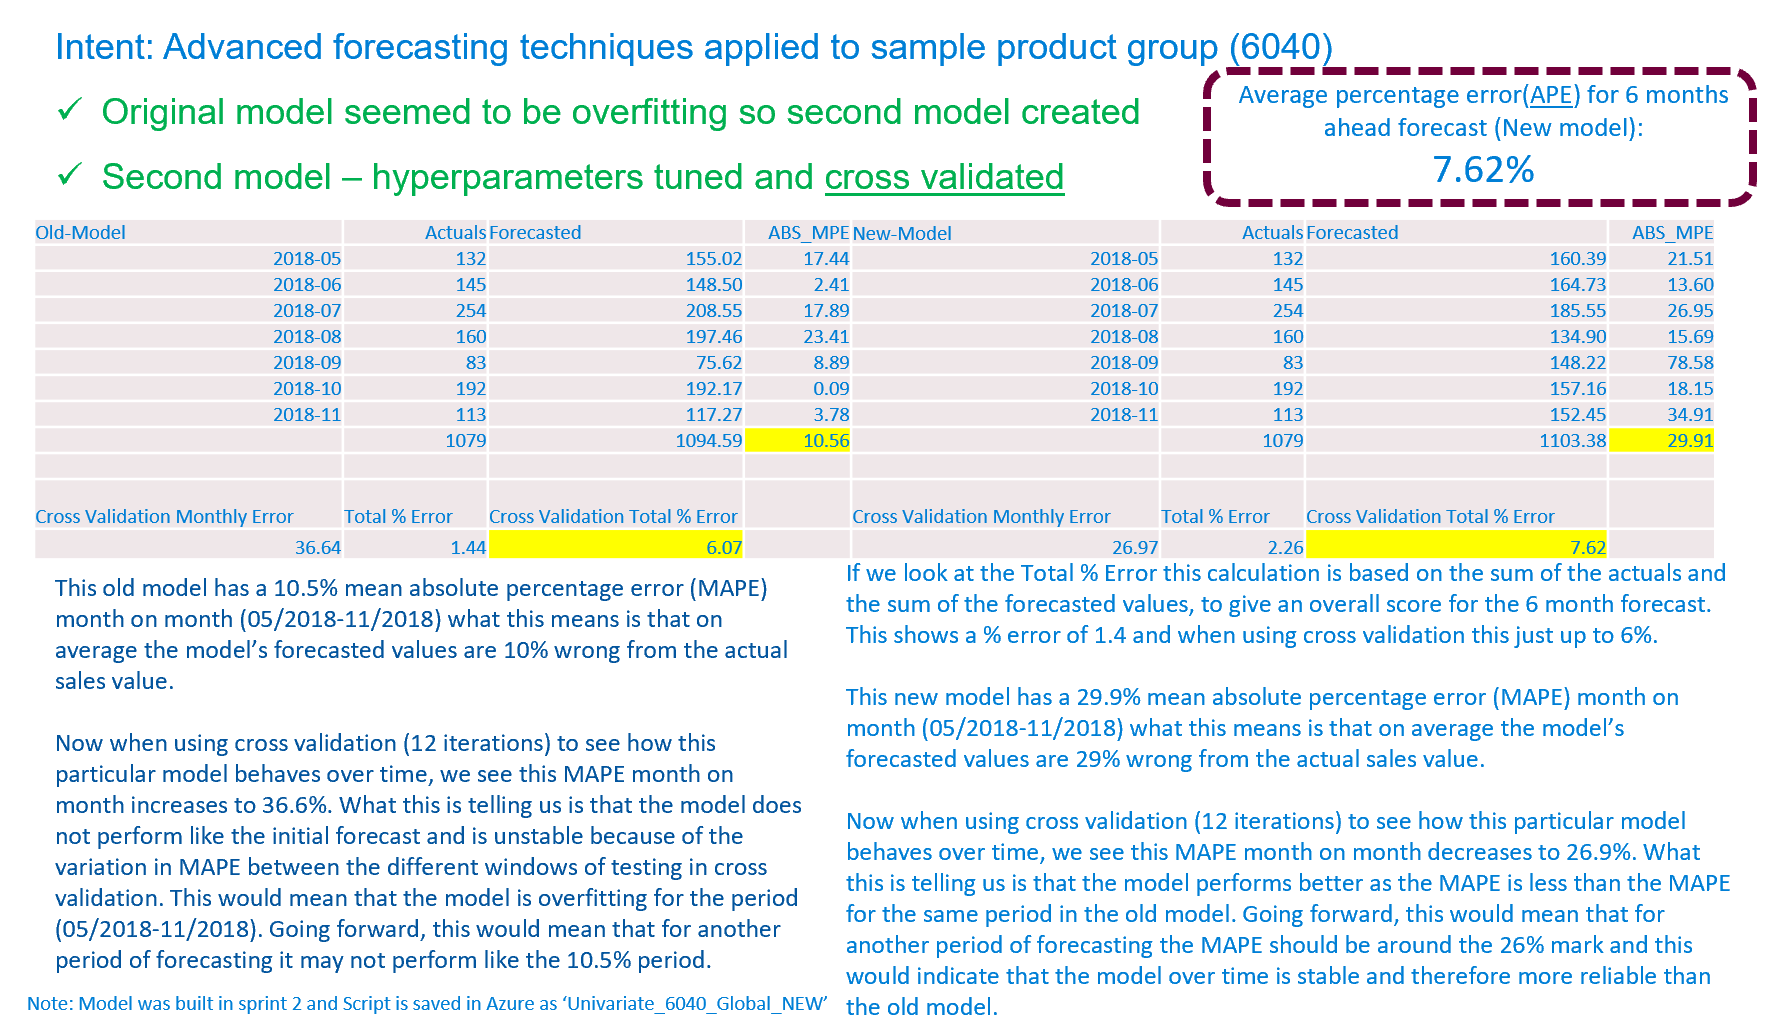 Intent: Advanced forecasting techniques applied to sample product group (6040)
✓ Original model seemed to be overfitting so second model created
✓ Second model – hyperparameters tuned and cross validated
Average percentage error(APE) for 6 months
ahead forecast (New model):
7.62%
Old-Model Actuals Forecasted ABS_MPE New-Model Actuals Forecasted ABS_MPE
2018-05 132 155.02 17.44 2018-05 132 160.39 21.51
2018-06 145 148.50 2.41 2018-06 145 164.73 13.60
2018-07 254 208.55 17.89 2018-07 254 185.55 26.95
2018-08 160 197.46 23.41 2018-08 160 134.90 15.69
2018-09 83 75.62 8.89 2018-09 83 148.22 78.58
2018-10 192 192.17 0.09 2018-10 192 157.16 18.15
2018-11 113 117.27 3.78 2018-11 113 152.45 34.91
1079 1094.59 10.56 1079 1103.38 29.91
Cross Validation Monthly Error Total % Error Cross Validation Total % Error Cross Validation Monthly Error Total % Error Cross Validation Total % Error
36.64 1.44 6.07 26.97 2.26 7.62
This old model has a 10.5% mean absolute percentage error (MAPE)
month on month (05/2018-11/2018) what this means is that on
average the model’s forecasted values are 10% wrong from the actual
sales value.
Now when using cross validation (12 iterations) to see how this
particular model behaves over time, we see this MAPE month on
month increases to 36.6%. What this is telling us is that the model does
not perform like the initial forecast and is unstable because of the
variation in MAPE between the different windows of testing in cross
validation. This would mean that the model is overfitting for the period
(05/2018-11/2018). Going forward, this would mean that for another
period of forecasting it may not perform like the 10.5% period.
Note: Model was built in sprint 2 and Script is saved in Azure as ‘Univariate_6040_Global_NEW’
If we look at the Total % Error this calculation is based on the sum of the actuals and
the sum of the forecasted values, to give an overall score for the 6 month forecast.
This shows a % error of 1.4 and when using cross validation this just up to 6%.
This new model has a 29.9% mean absolute percentage error (MAPE) month on
month (05/2018-11/2018) what this means is that on average the model’s
forecasted values are 29% wrong from the actual sales value.
Now when using cross validation (12 iterations) to see how this particular model
behaves over time, we see this MAPE month on month decreases to 26.9%. What
this is telling us is that the model performs better as the MAPE is less than the MAPE
for the same period in the old model. Going forward, this would mean that for
another period of forecasting the MAPE should be around the 26% mark and this
would indicate that the model over time is stable and therefore more reliable than
the old model.